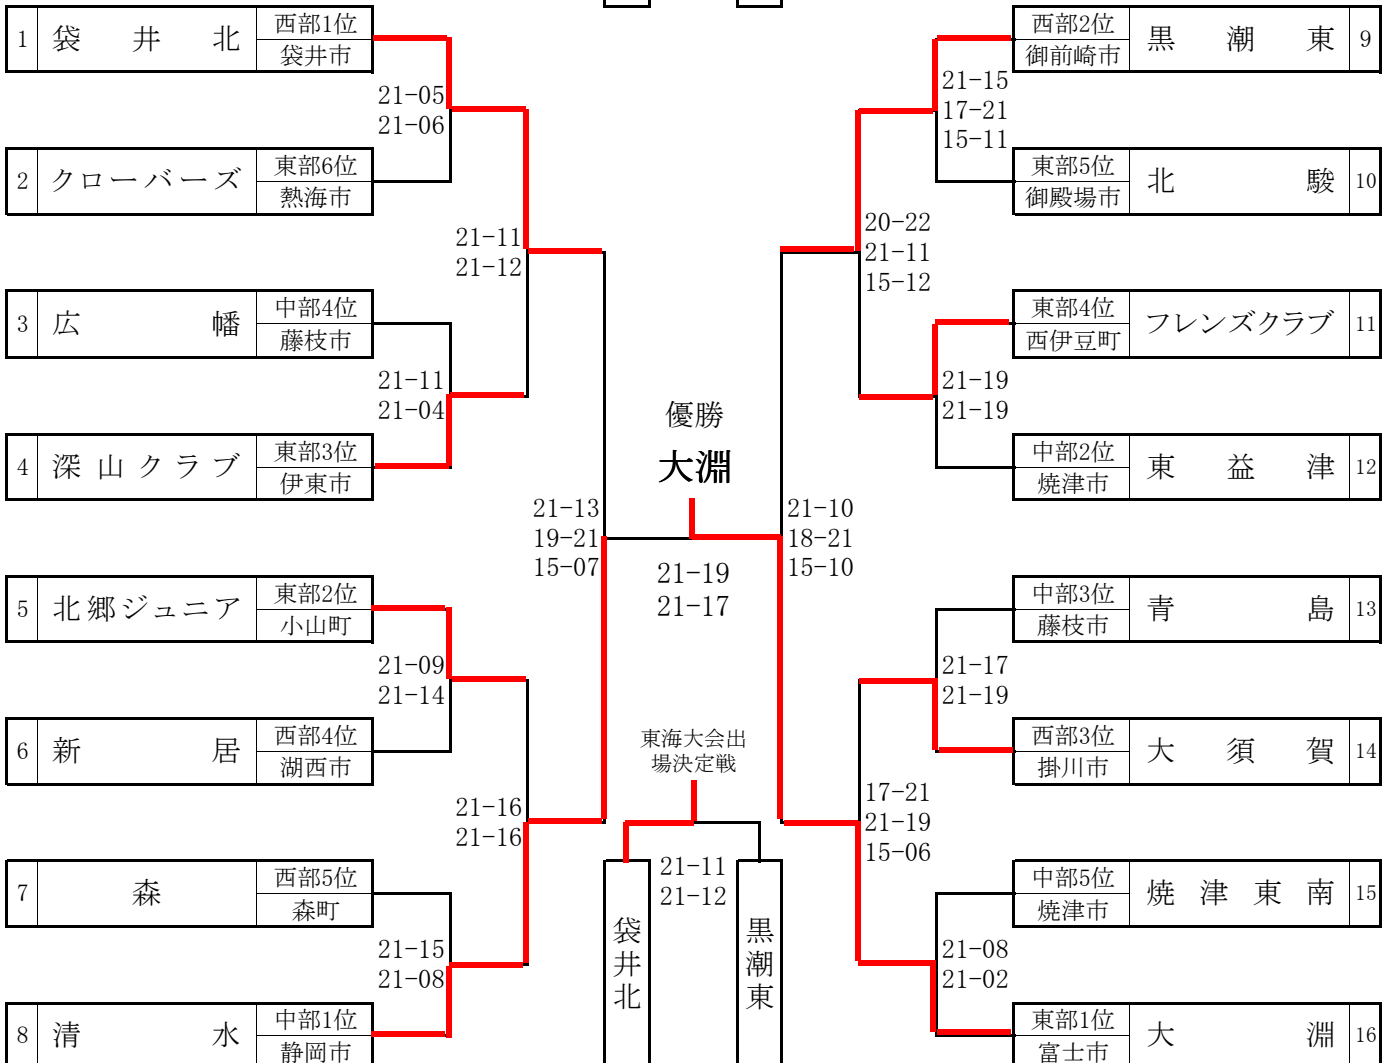 1 袋井北 西部1位
袋井市
21-05
21-06
2 クローバーズ 東部6位
熱海市
21-11
21-12
3 広幡 中部4位
藤枝市
21-11
21-04
4 深山クラブ 東部3位
伊東市
21-13
19-21
15-07
5 北郷ジュニア 東部2位
小山町
21-09
21-14
6 新居 西部4位
湖西市
21-16
21-16
7 森 西部5位
森町
21-15
21-08
8 清水 中部1位
静岡市
優勝
大淵
21-19
21-17
東海大会出
場決定戦
21-11
21-12
袋井北
黒潮東
西部2位 黒潮東 9
御前崎市
21-15
17-21
15-11
東部5位 北駿 10
御殿場市
20-22
21-11
15-12
東部4位 フレンズクラブ 11
西伊豆町
21-19
21-19
中部2位 東益津 12
焼津市
21-10
18-21
15-10
中部3位 青島 13
藤枝市
21-17
21-19
西部3位 大須賀 14
掛川市
17-21
21-19
15-06
中部5位 焼津東南 15
焼津市
21-08
21-02
東部1位 大淵 16
富士市